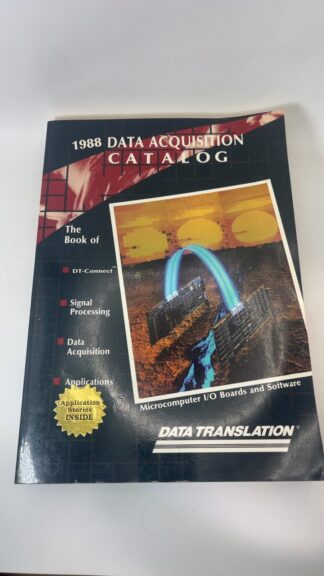 1988 DATA ACQUISITION
CATALOG
The
Book of
DT-Connect™
Signal
Processing
Data
Acquisition
Applications
Application
Stories
INSIDE
Microcomputer I/O Boards and Software
DATA TRANSLATION®